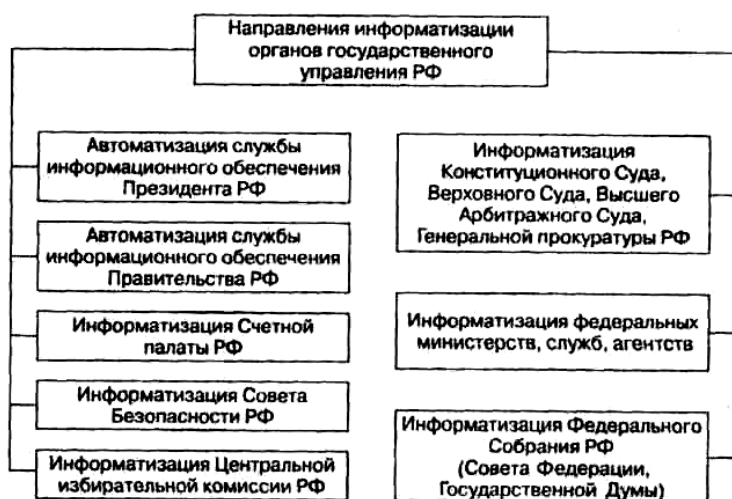 Направления информатизации
органов государственного
управления РФ
Автоматизация службы
информационного обеспечения
Президента РФ
Автоматизация службы
информационного обеспечения
Правительства РФ
Информатизация Счетной
палаты РФ
Информатизация Совета
Безопасности РФ
Информатизация Центральной
избирательной комиссии РФ
Информатизация
Конституционного Суда,
Верховного Суда, Высшего
Арбитражного Суда,
Генеральной прокуратуры РФ
Информатизация федеральных
министерств, служб, агентств
Информатизация Федерального
Собрания РФ
(Совета Федерации,
Государственной Думы)